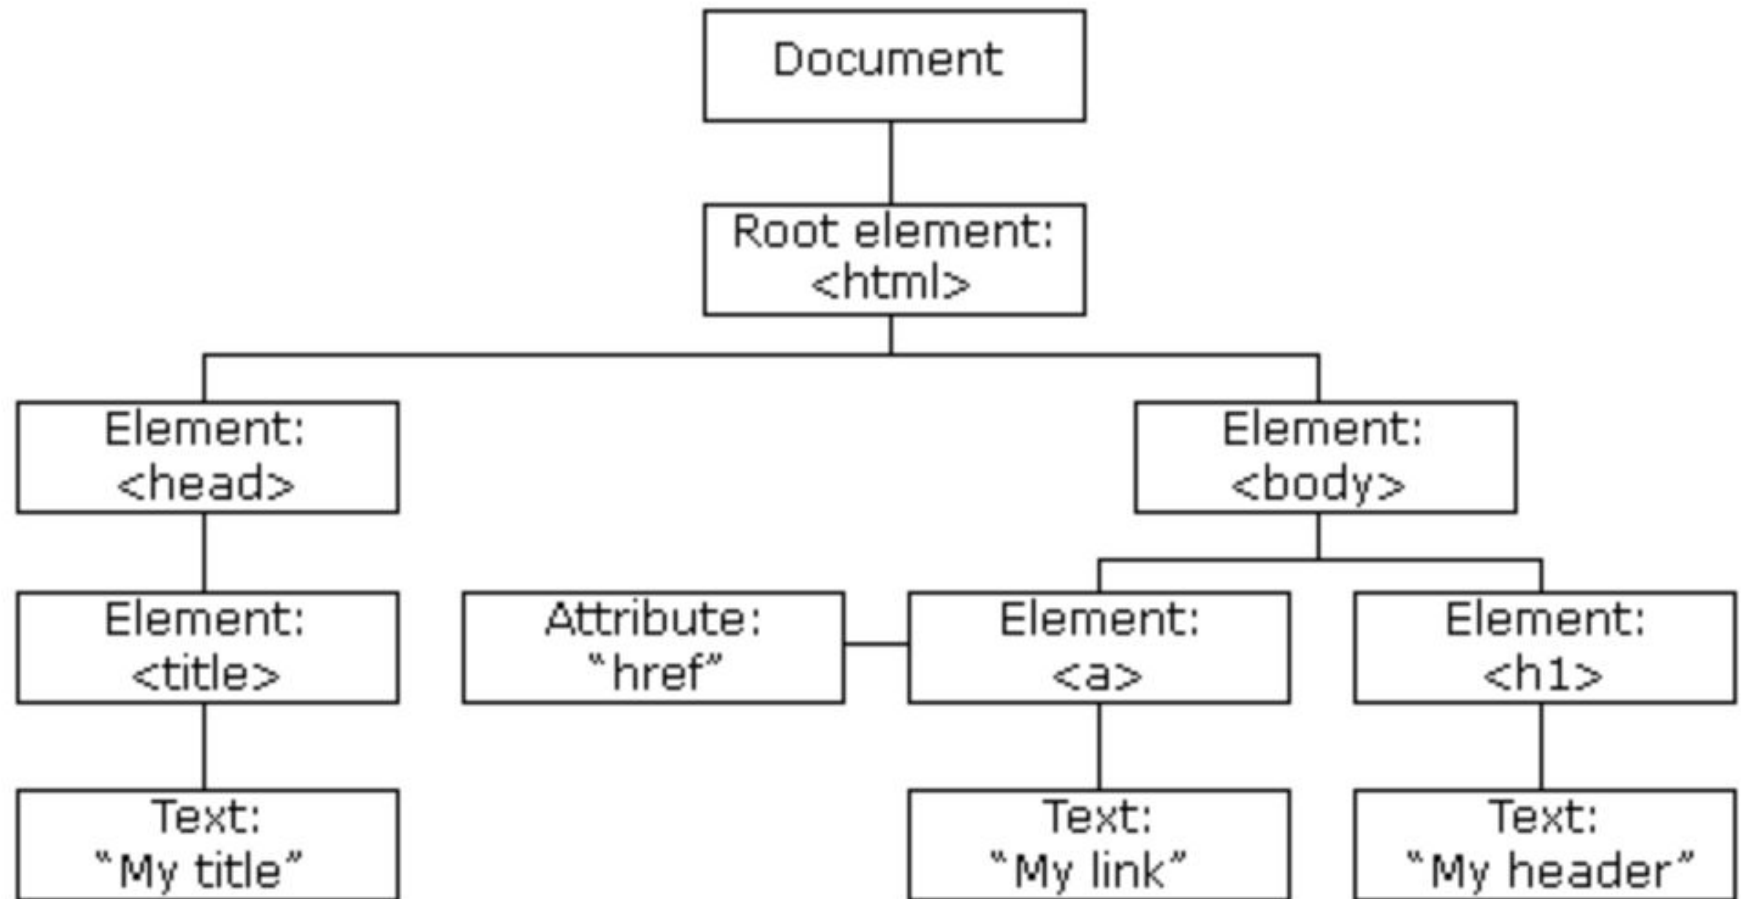 Document
Root element:
<html>
Element:
<head>
Element:
<body>
Element:
<title>
Attribute:
“href”
Element:
<a>
Element:
<h1>
Text:
“My title”
Text:
“My link”
Text:
“My header”